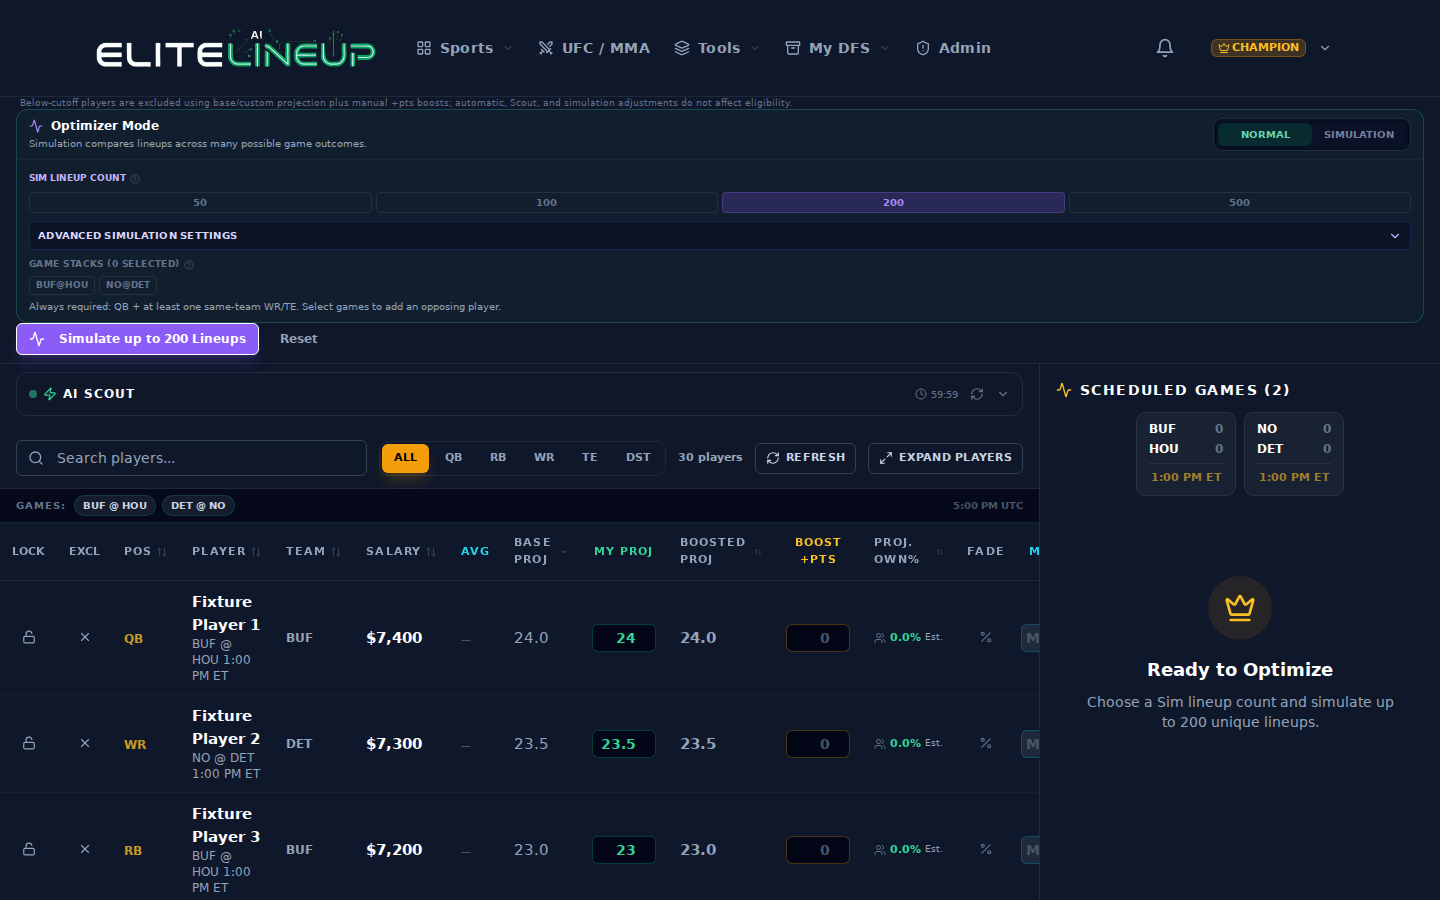 ELITE LINEUP AI
Sports
UFC / MMA
Tools
My DFS
Admin
CHAMPION
Below-cutoff players are excluded using base/custom projection plus manual +pts boosts; automatic, Scout, and simulation adjustments do not affect eligibility.
Optimizer Mode
Simulation compares lineups across many possible game outcomes.
NORMAL
SIMULATION
SIM LINEUP COUNT
50
100
200
500
ADVANCED SIMULATION SETTINGS
GAME STACKS (0 SELECTED)
BUF@HOU
NO@DET
Always required: QB + at least one same-team WR/TE. Select games to add an opposing player.
Simulate up to 200 Lineups
Reset
AI SCOUT
59:59
Search players...
ALL
QB
RB
WR
TE
DST
30 players
REFRESH
EXPAND PLAYERS
GAMES:
BUF @ HOU
DET @ NO
5:00 PM UTC
LOCK
EXCL
POS
PLAYER
TEAM
SALARY
AVG
BASE
PROJ
MY PROJ
BOOSTED
PROJ
BOOST
+PTS
PROJ.
OWN%
FADE
M
QB
Fixture
Player 1
BUF @
HOU 1:00
PM ET
BUF
$7,400
—
24.0
24
24.0
0
0.0% Est.
M
WR
Fixture
Player 2
NO @ DET
1:00 PM ET
DET
$7,300
—
23.5
23.5
23.5
0
0.0% Est.
M
RB
Fixture
Player 3
BUF @
HOU 1:00
PM ET
BUF
$7,200
—
23.0
23
23.0
0
0.0% Est.
M
SCHEDULED GAMES (2)
BUF 0
HOU 0
1:00 PM ET
NO 0
DET 0
1:00 PM ET
Ready to Optimize
Choose a Sim lineup count and simulate up
to 200 unique lineups.